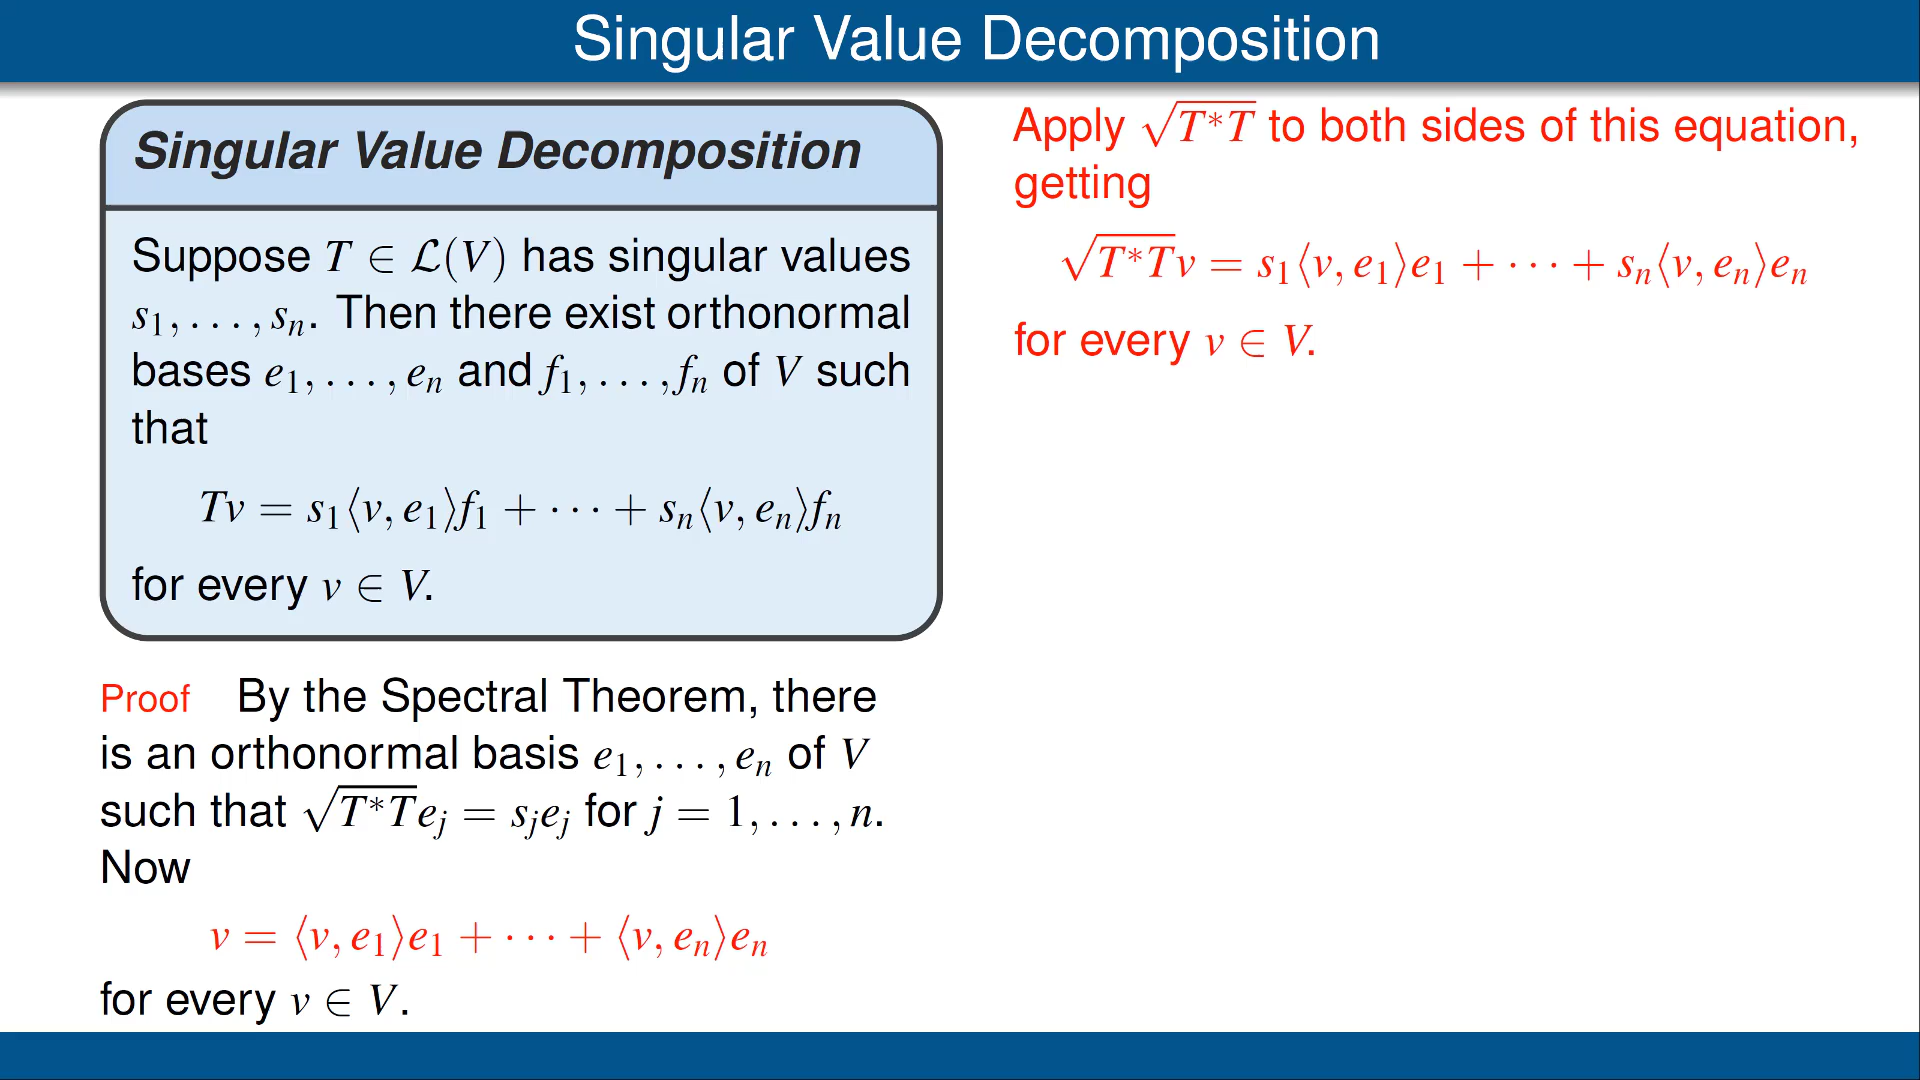 Singular Value Decomposition
Singular Value Decomposition
Suppose T ∈ ℒ(V) has singular values
s₁, . . . , sₙ. Then there exist orthonormal
bases e₁, . . . , eₙ and f₁, . . . , fₙ of V such
that
Tv = s₁⟨v, e₁⟩f₁ + · · · + sₙ⟨v, eₙ⟩fₙ
for every v ∈ V.
Proof By the Spectral Theorem, there
is an orthonormal basis e₁, . . . , eₙ of V
such that √(T*T)eⱼ = sⱼeⱼ for j = 1, . . . , n.
Now
v = ⟨v, e₁⟩e₁ + · · · + ⟨v, eₙ⟩eₙ
for every v ∈ V.
Apply √(T*T) to both sides of this equation,
getting
√(T*T)v = s₁⟨v, e₁⟩e₁ + · · · + sₙ⟨v, eₙ⟩eₙ
for every v ∈ V.